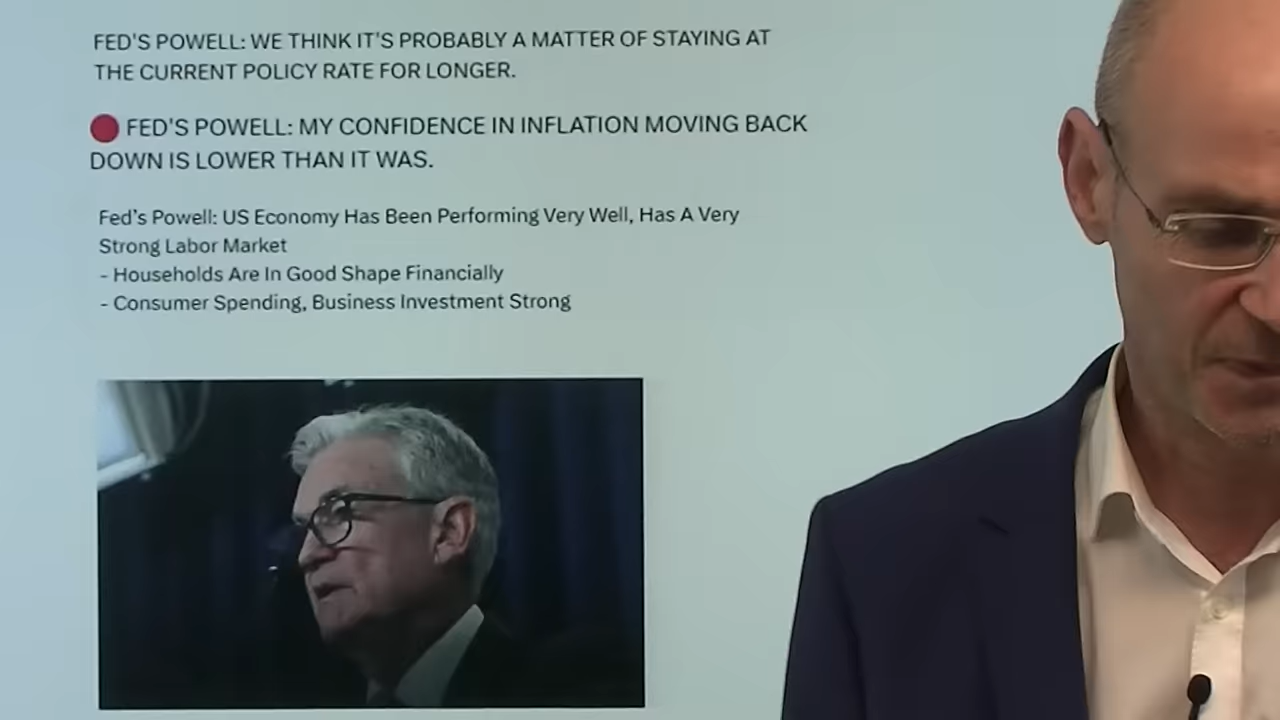 FED'S POWELL: WE THINK IT'S PROBABLY A MATTER OF STAYING AT
THE CURRENT POLICY RATE FOR LONGER.
🔴 FED'S POWELL: MY CONFIDENCE IN INFLATION MOVING BACK
DOWN IS LOWER THAN IT WAS.
Fed's Powell: US Economy Has Been Performing Very Well, Has A Very
Strong Labor Market
- Households Are In Good Shape Financially
- Consumer Spending, Business Investment Strong